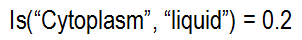 Is(“Cytoplasm”, “liquid”) = 0.2